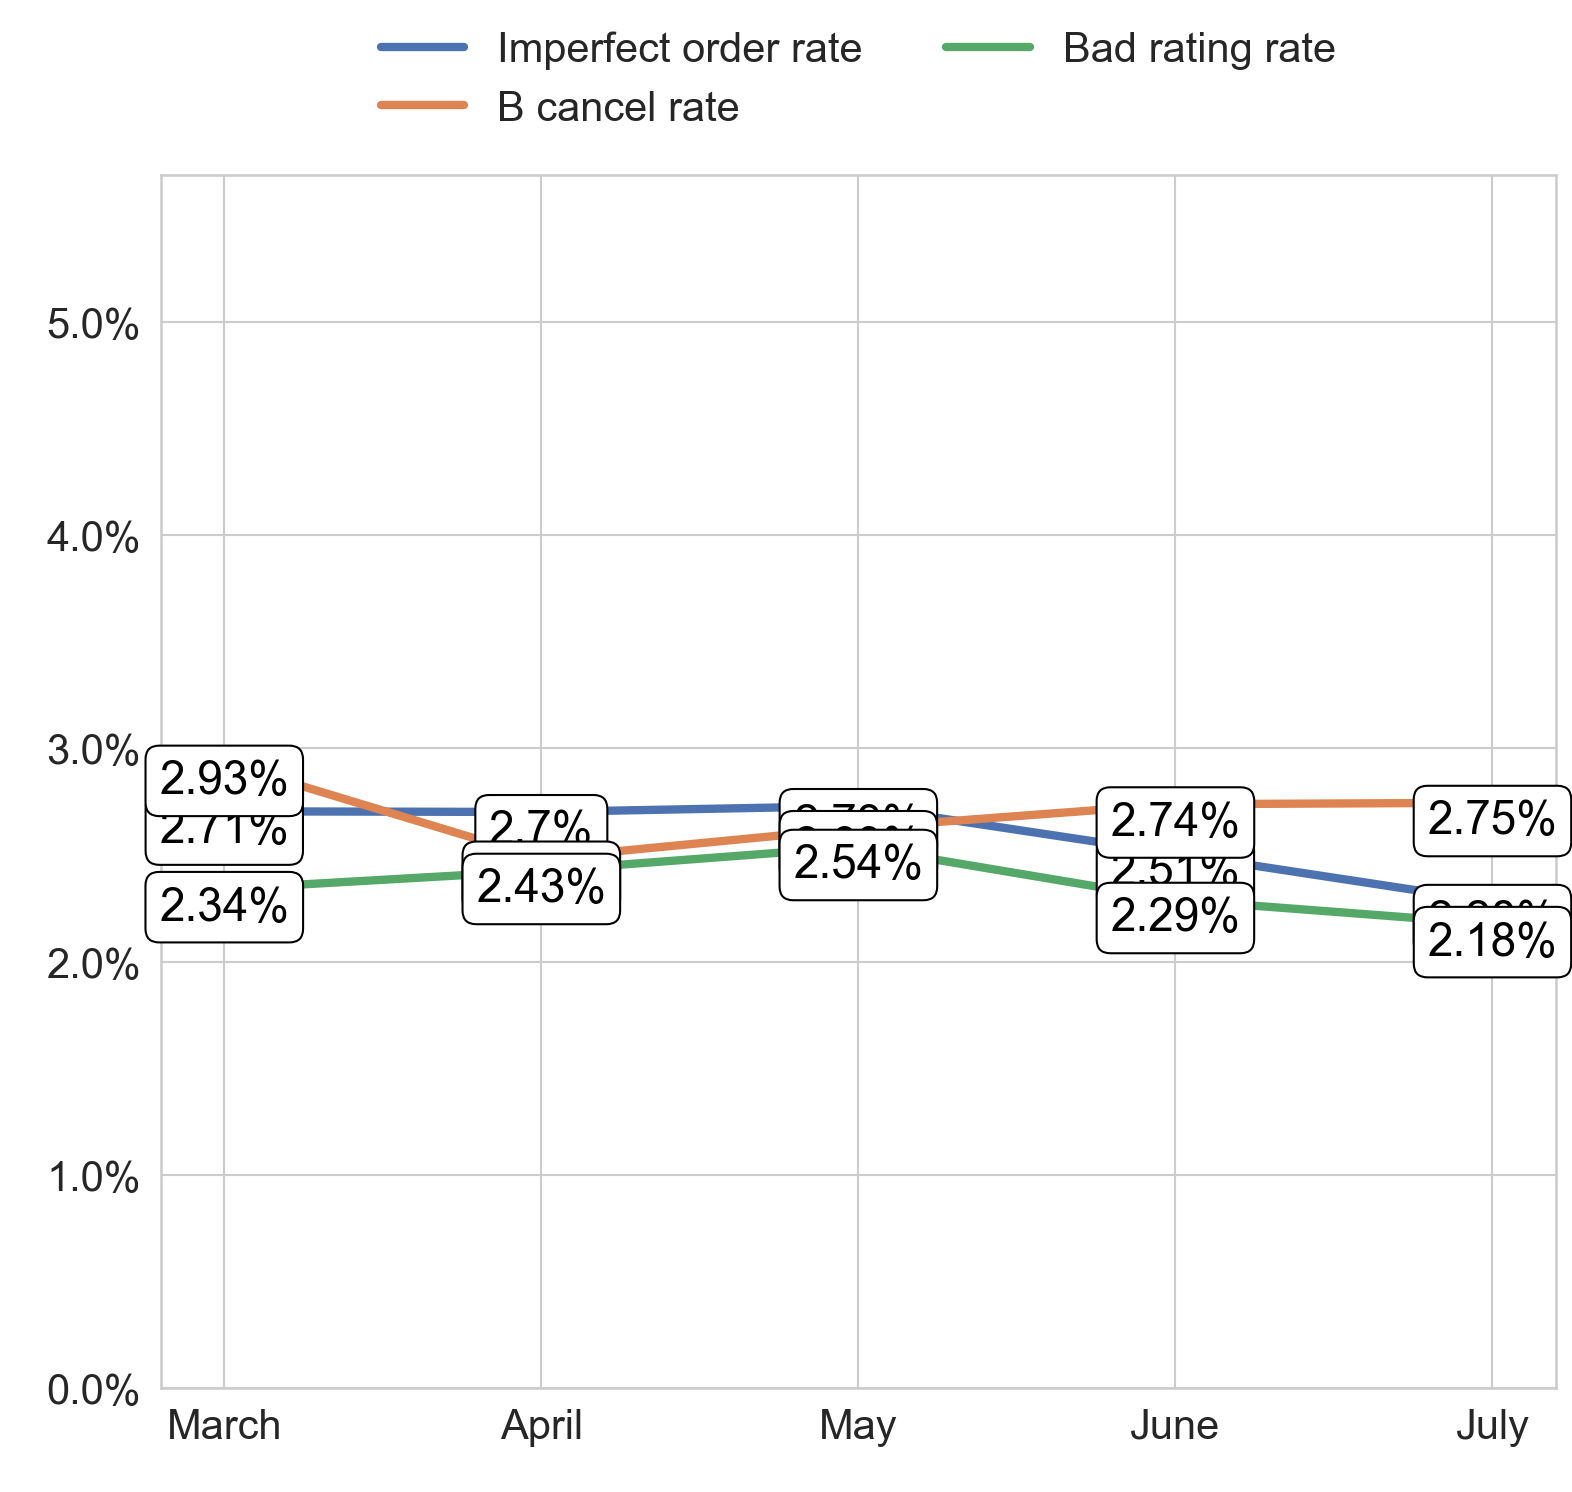 Imperfect order rate
Bad rating rate
B cancel rate
5.0%
4.0%
3.0%
2.0%
1.0%
0.0%
2.93%
2.71%
2.34%
2.7%
2.43%
2.54%
2.74%
2.51%
2.29%
2.75%
2.18%
March
April
May
June
July